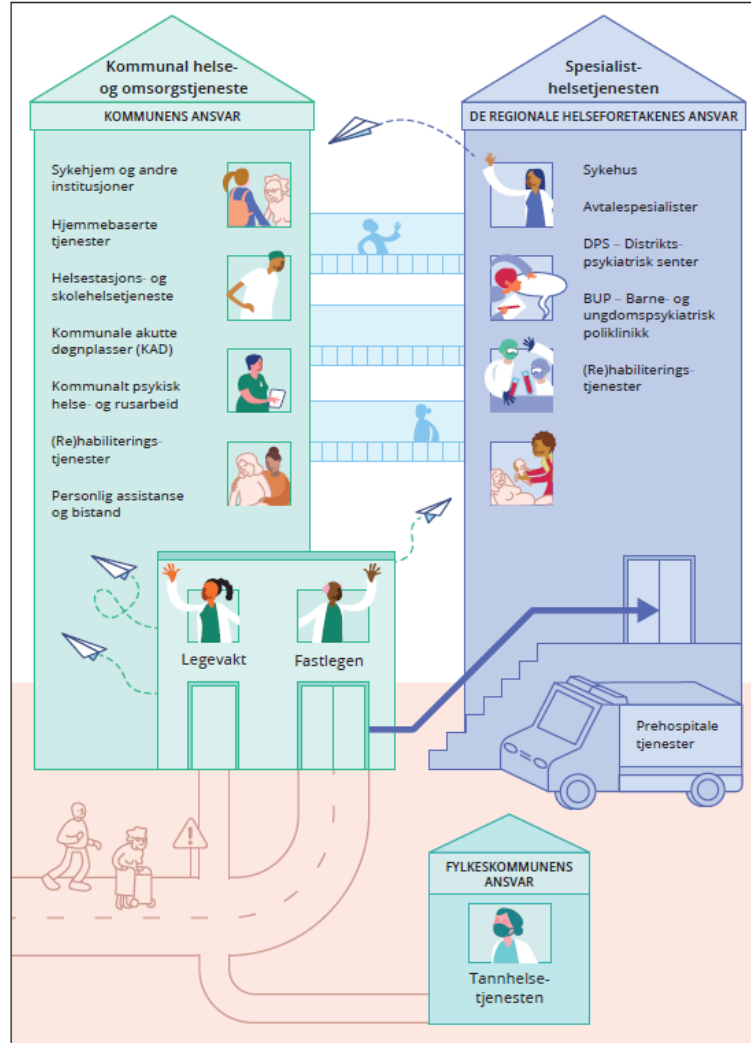 Kommunal helse-
og omsorgstjeneste
KOMMUNENS ANSVAR
Sykehjem og andre
institusjoner
Hjemmebaserte
tjenester
Helsestasjons- og
skolehelsetjeneste
Kommunale akutte
døgnplasser (KAD)
Kommunalt psykisk
helse- og rusarbeid
(Re)habiliterings-
tjenester
Personlig assistanse
og bistand
Legevakt
Fastlegen
Spesialist-
helsetjenesten
DE REGIONALE HELSEFORETAKENES ANSVAR
Sykehus
Avtalespesialister
DPS – Distrikts-
psykiatrisk senter
BUP – Barne- og
ungdomspsykiatrisk
poliklinikk
(Re)habiliterings-
tjenester
Prehospitale
tjenester
!
FYLKESKOMMUNENS
ANSVAR
Tannhelse-
tjenesten